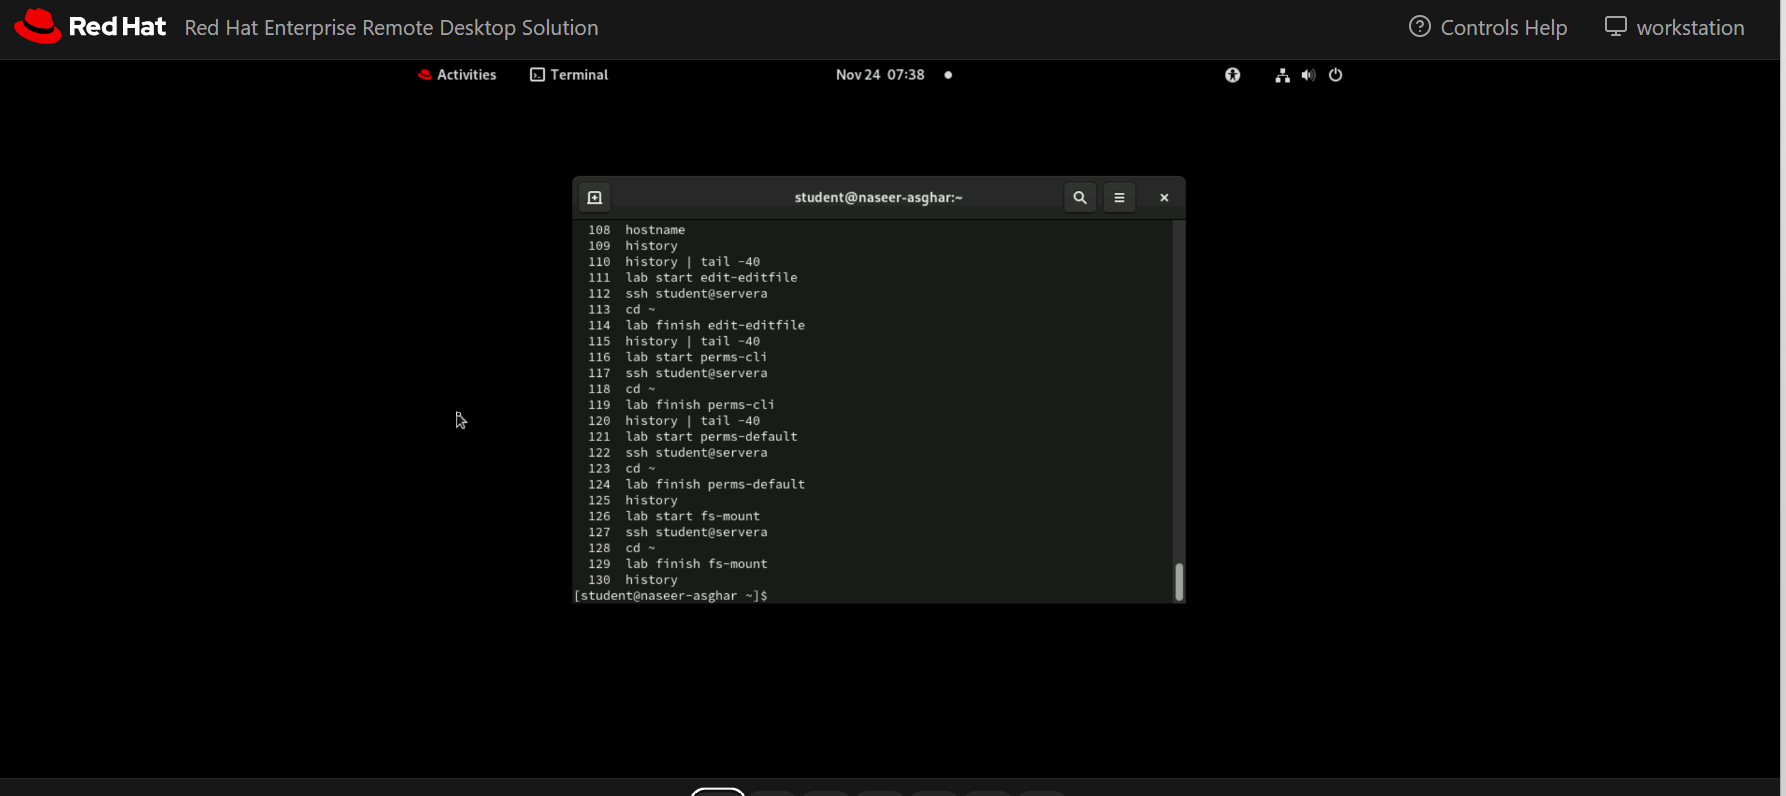 Red Hat Red Hat Enterprise Remote Desktop Solution Controls Help workstation
Activities Terminal Nov 24 07:38
student@naseer-asghar:~
108 hostname
109 history
110 history | tail -40
111 lab start edit-editfile
112 ssh student@servera
113 cd ~
114 lab finish edit-editfile
115 history | tail -40
116 lab start perms-cli
117 ssh student@servera
118 cd ~
119 lab finish perms-cli
120 history | tail -40
121 lab start perms-default
122 ssh student@servera
123 cd ~
124 lab finish perms-default
125 history
126 lab start fs-mount
127 ssh student@servera
128 cd ~
129 lab finish fs-mount
130 history
[student@naseer-asghar ~]$